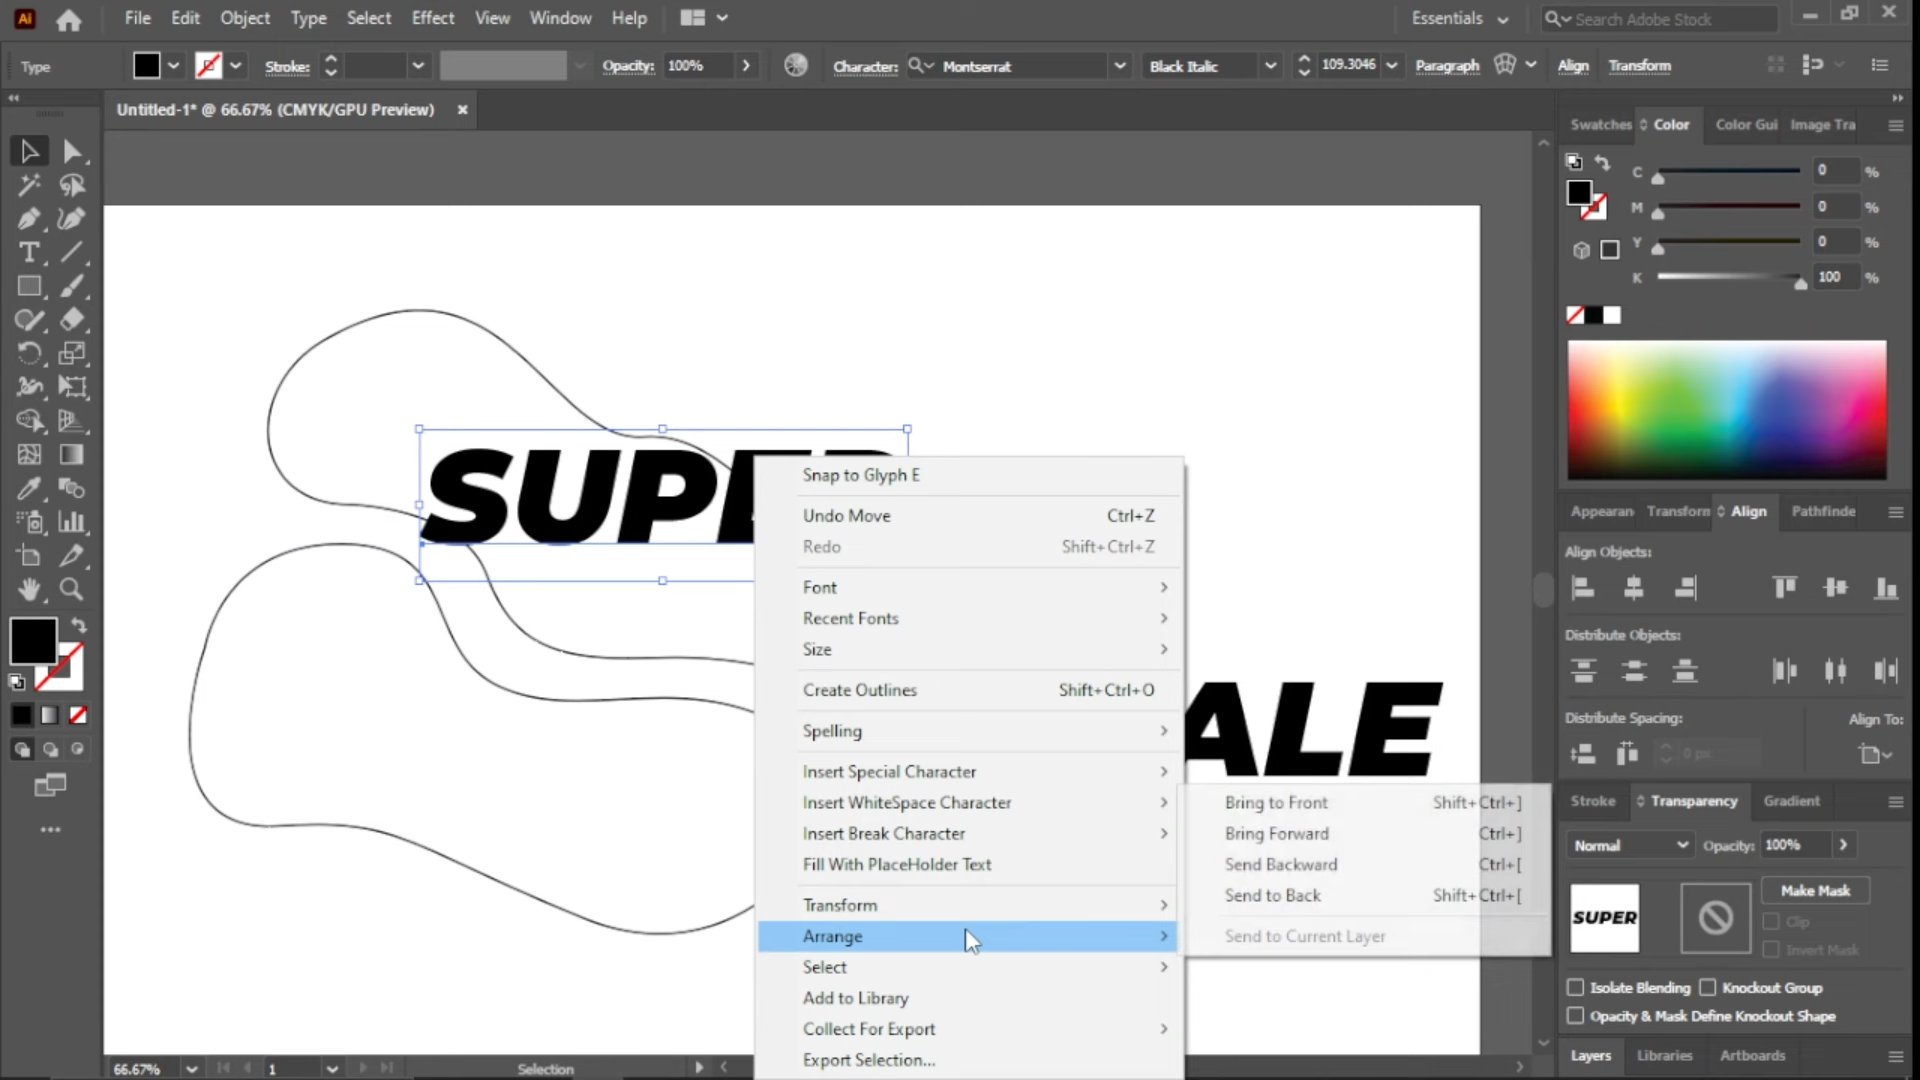 Ai File Edit Object Type Select Effect View Window Help Essentials Search Adobe Stock
Type Stroke: Opacity: 100% Character: Montserrat Black Italic 109.3046 Paragraph Align Transform
Untitled-1* @ 66.67% (CMYK/GPU Preview)
Swatches Color Color Gui Image Tra
C 0 %
M 0 %
Y 0 %
K 100 %
SUPER
ALE
Snap to Glyph E
Undo Move Ctrl+Z
Redo Shift+Ctrl+Z
Font
Recent Fonts
Size
Create Outlines Shift+Ctrl+O
Spelling
Insert Special Character
Insert WhiteSpace Character
Insert Break Character
Fill With PlaceHolder Text
Transform
Arrange
Select
Add to Library
Collect For Export
Export Selection...
Bring to Front Shift+Ctrl+]
Bring Forward Ctrl+]
Send Backward Ctrl+[
Send to Back Shift+Ctrl+[
Send to Current Layer
Appearan Transforn Align Pathfinde
Align Objects:
Distribute Objects:
Distribute Spacing: Align To:
0 px
Stroke Transparency Gradient
Normal Opacity: 100%
SUPER
Make Mask
Clip
Invert Mask
Isolate Blending Knockout Group
Opacity & Mask Define Knockout Shape
Layers Libraries Artboards
66.67% 1 Selection